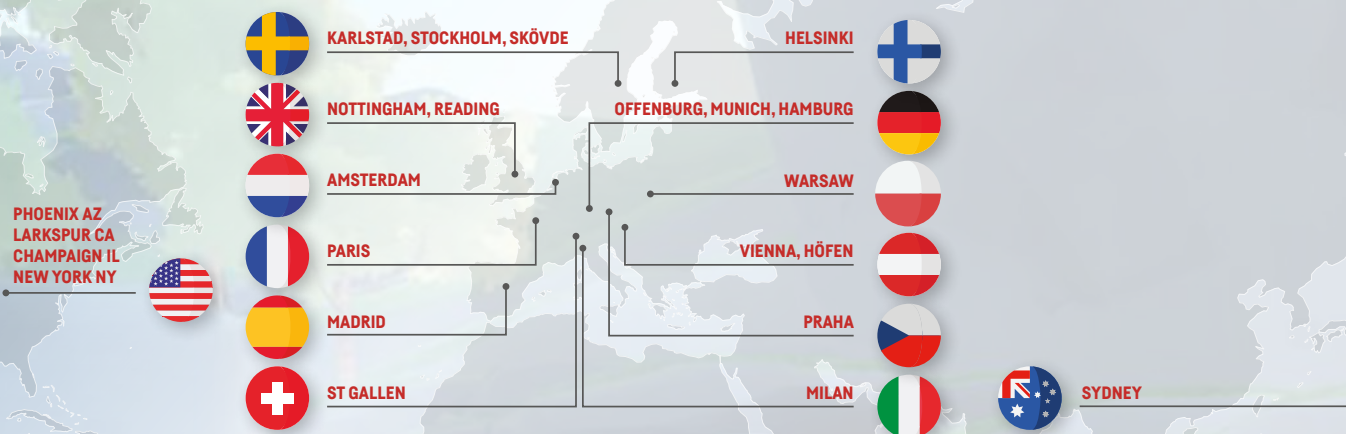 KARLSTAD, STOCKHOLM, SKÖVDE
HELSINKI
NOTTINGHAM, READING
OFFENBURG, MUNICH, HAMBURG
AMSTERDAM
WARSAW
PHOENIX AZ
LARKSPUR CA
CHAMPAIGN IL
NEW YORK NY
PARIS
VIENNA, HÖFEN
MADRID
PRAHA
ST GALLEN
MILAN
SYDNEY